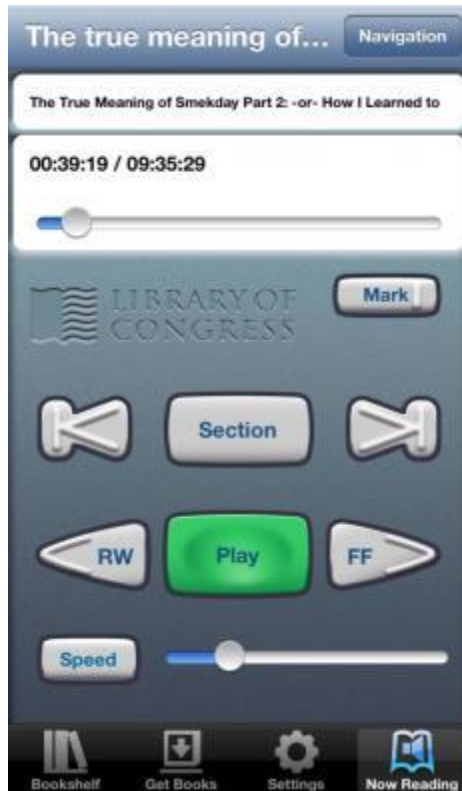 The true meaning of... Navigation
The True Meaning of Smekday Part 2: -or- How I Learned to
00:39:19 / 09:35:29
LIBRARY OF Mark
CONGRESS
Section
RW Play FF
Speed
Bookshelf Get Books Settings Now Reading